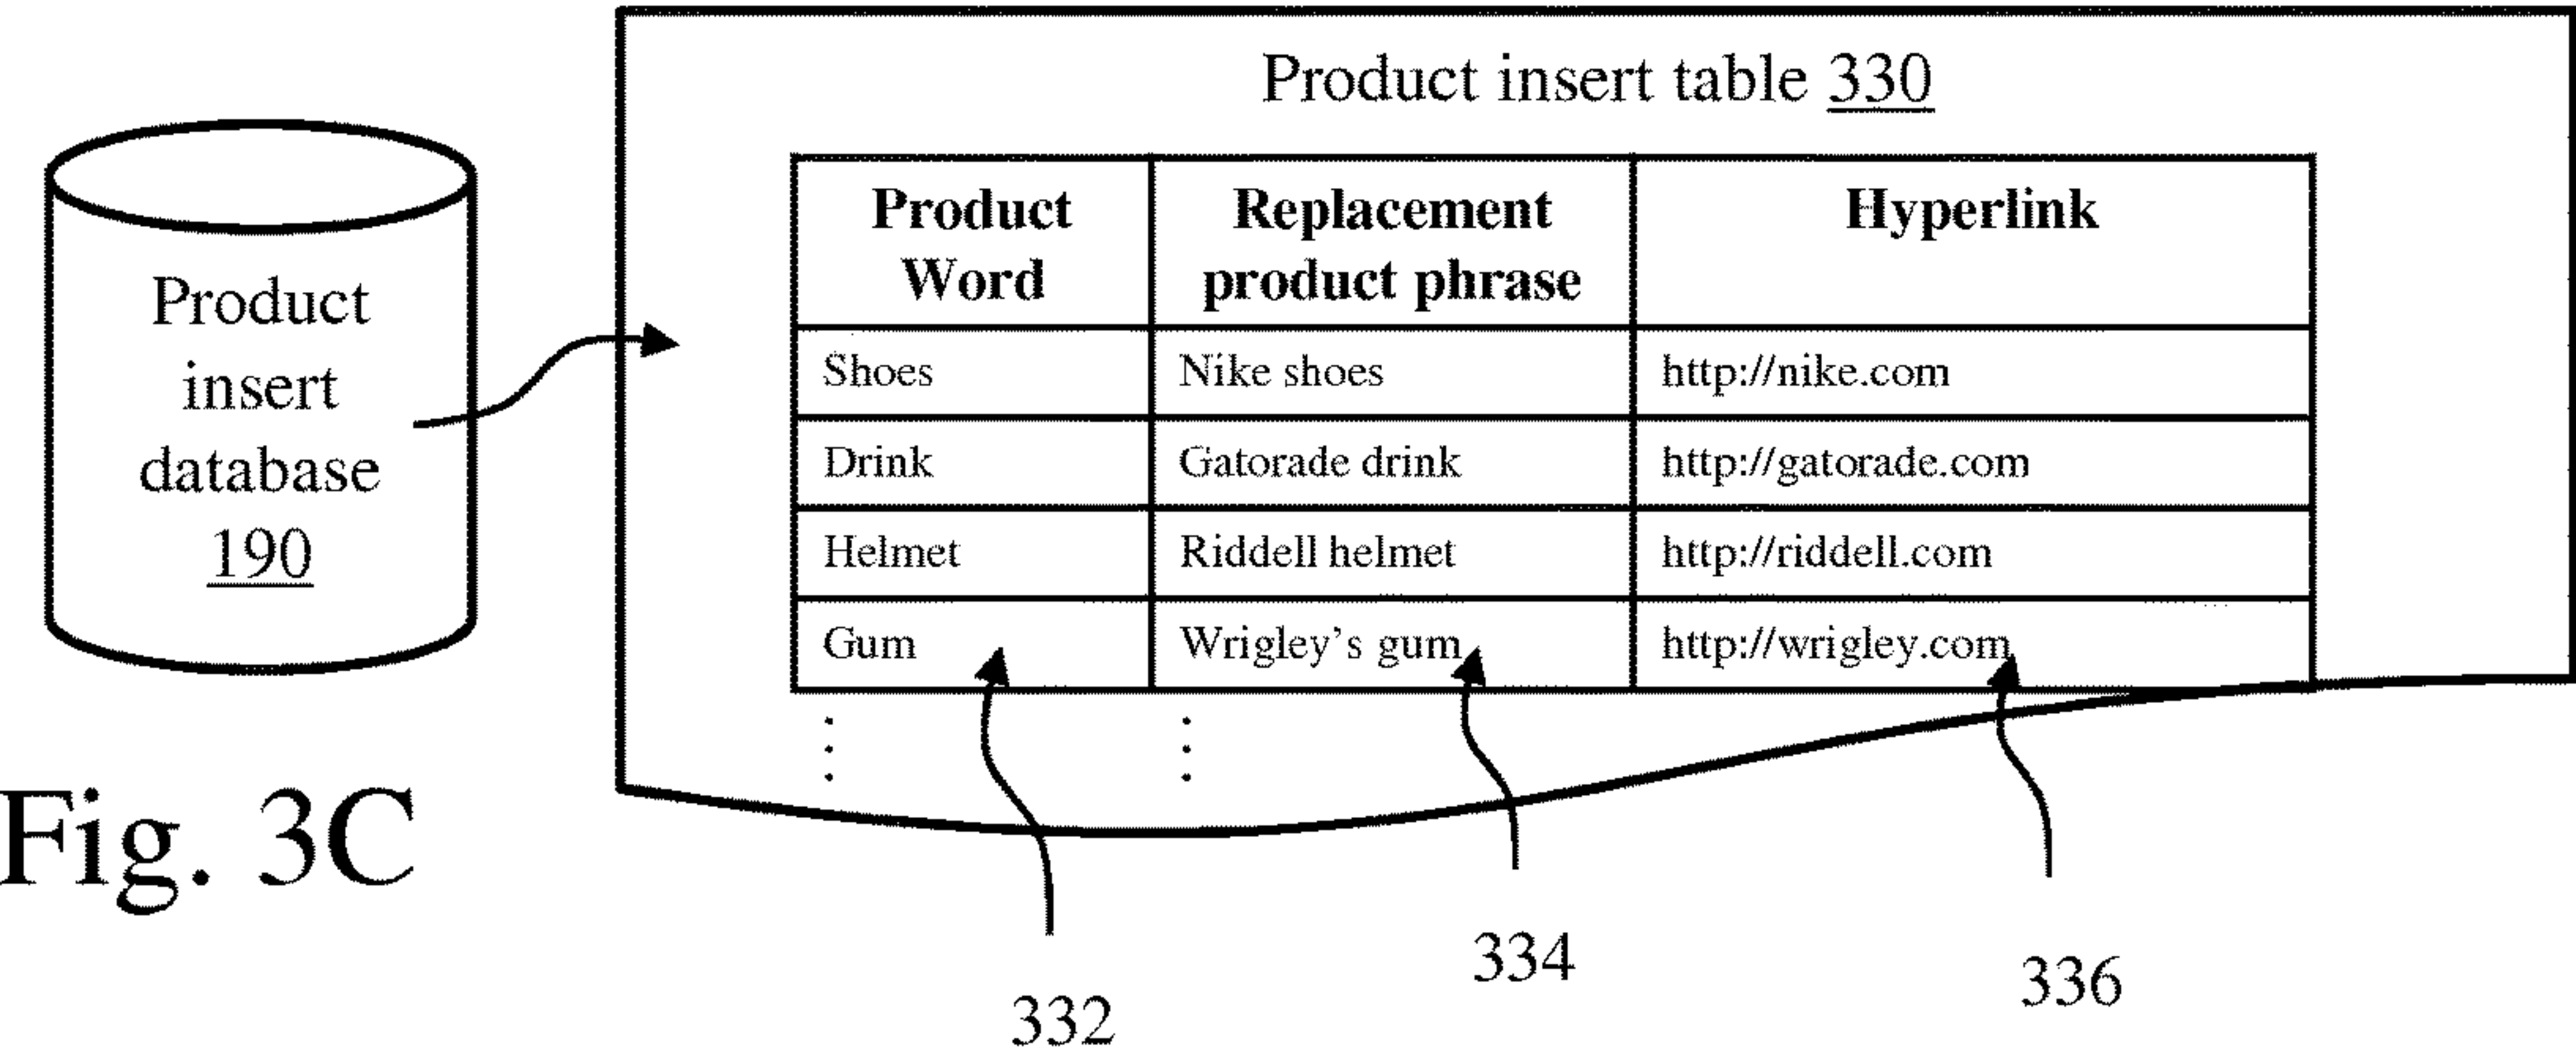 Product insert table 330
Product
insert
database
190
Product Word
Replacement product phrase
Hyperlink
Shoes
Nike shoes
http://nike.com
Drink
Gatorade drink
http://gatorade.com
Helmet
Riddell helmet
http://riddell.com
Gum
Wrigley's gum
http://wrigley.com
Fig. 3C
332
334
336